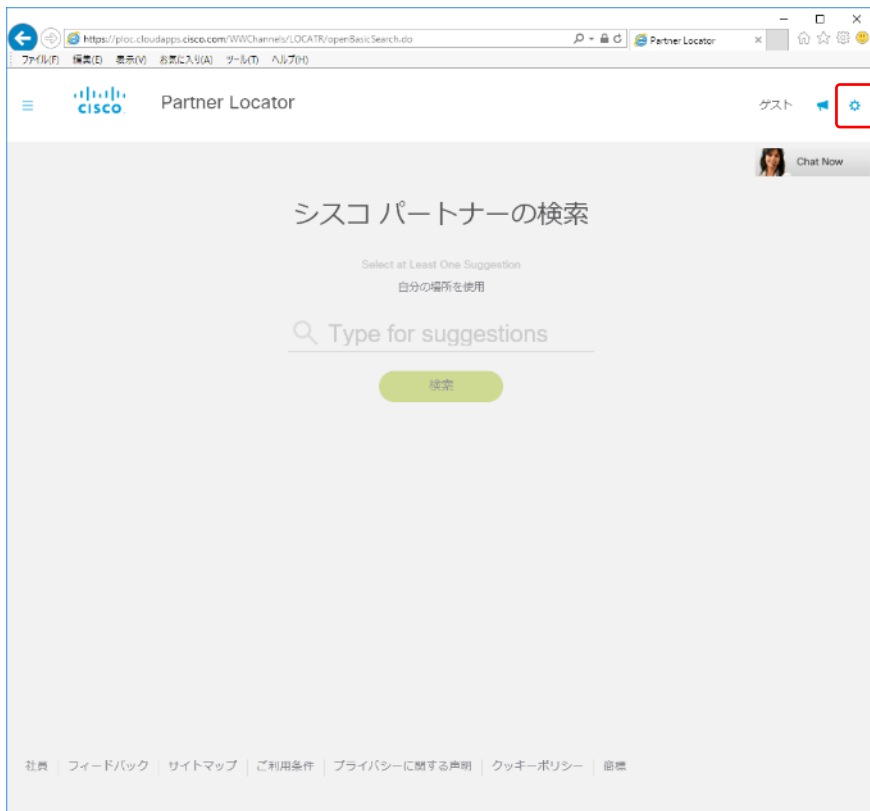 https://ploc.cloudapps.cisco.com/WWChannels/LOCATR/openBasicSearch.do
Partner Locator
ファイル(F) 編集(E) 表示(V) お気に入り(A) ツール(T) ヘルプ(H)
CISCO Partner Locator ゲスト
Chat Now
シスコ パートナーの検索
Select at Least One Suggestion
自分の場所を使用
Type for suggestions
検索
社員 フィードバック サイトマップ ご利用条件 プライバシーに関する声明 クッキーポリシー 商標